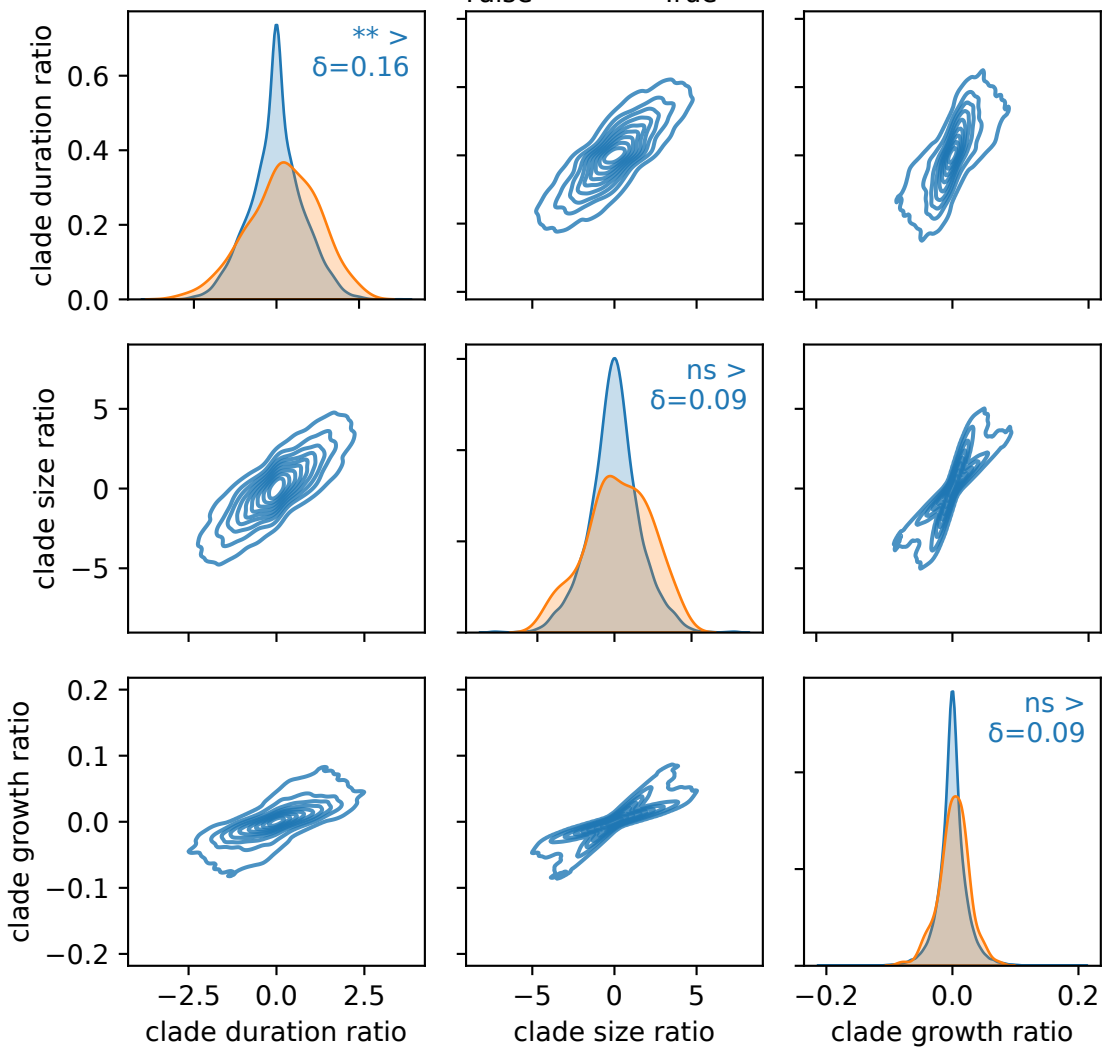 False True
clade duration ratio
0.6
0.4
0.2
0.0
** >
δ=0.16
clade size ratio
5
0
−5
ns >
δ=0.09
clade growth ratio
0.2
0.1
0.0
−0.1
−0.2
ns >
δ=0.09
−2.5 0.0 2.5
−5 0 5
−0.2 0.0 0.2
clade duration ratio
clade size ratio
clade growth ratio